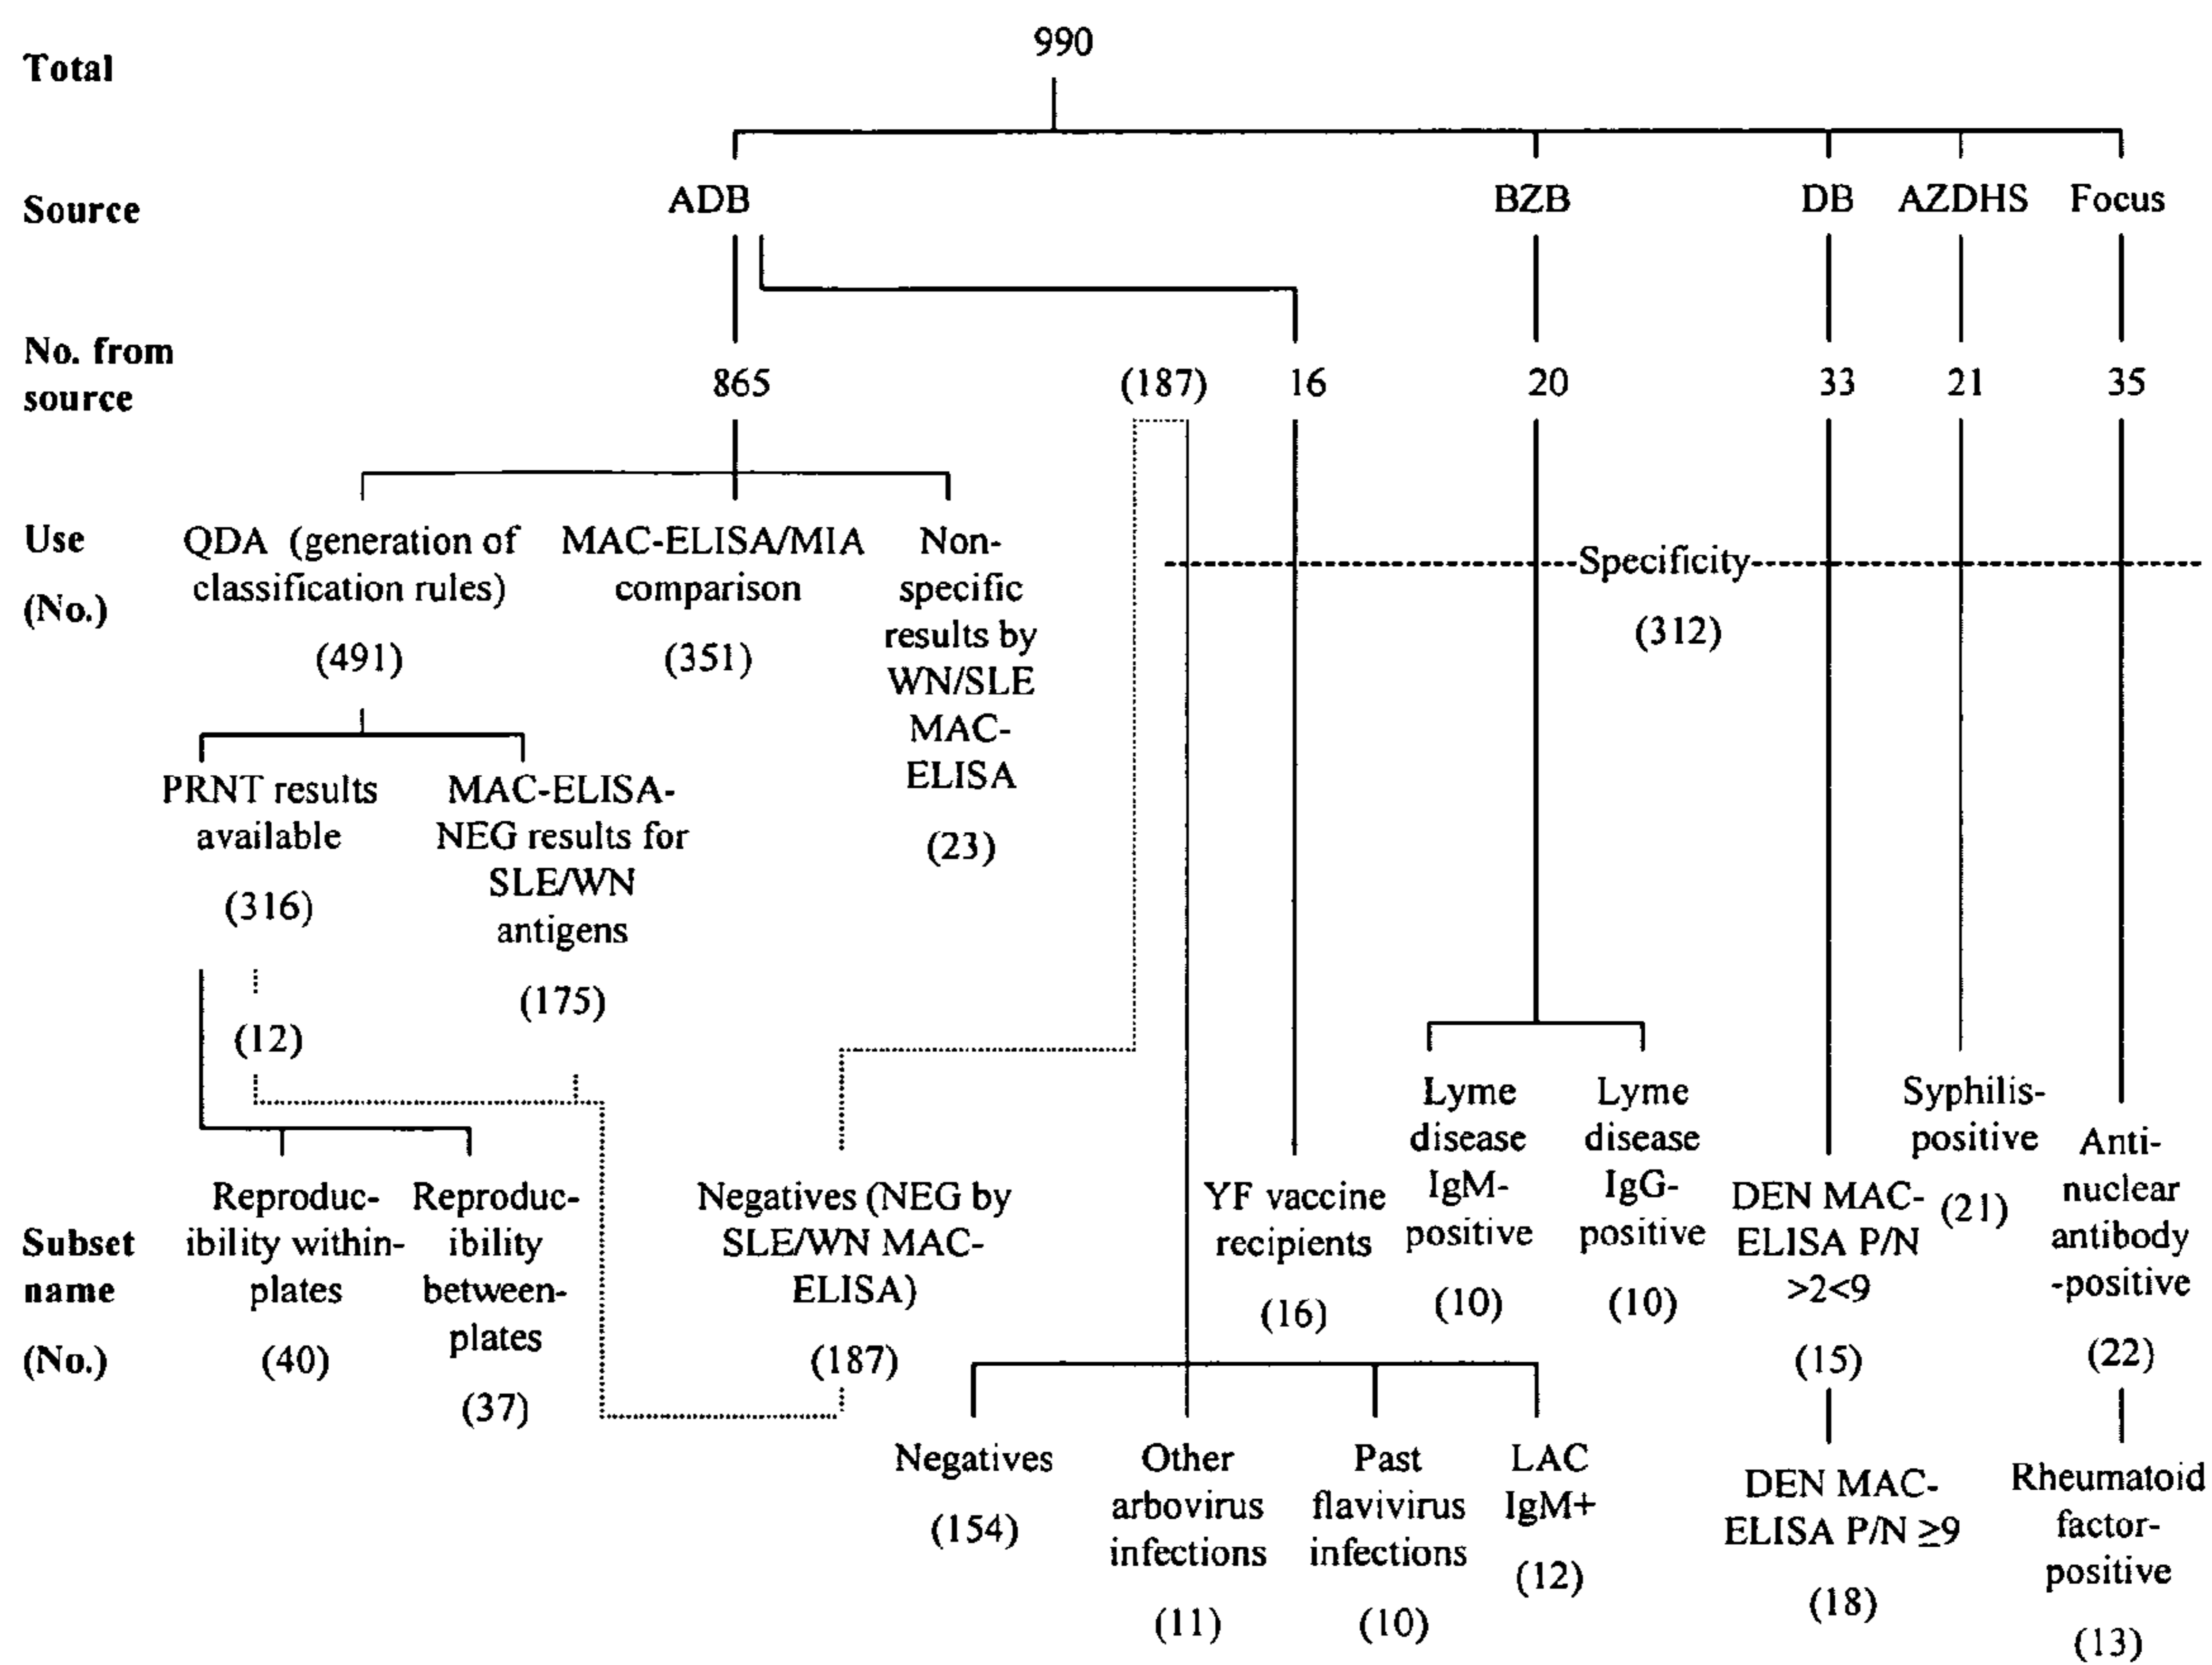 Total
990
Source
ADB
BZB
DB
AZDHS
Focus
No. from
source
865
(187)
16
20
33
21
35
Use
(No.)
QDA (generation of
classification rules)
(491)
MAC-ELISA/MIA
comparison
(351)
Non-
specific
results by
WN/SLE
MAC-
ELISA
(23)
Specificity
(312)
PRNT results
available
(316)
MAC-ELISA-
NEG results for
SLE/WN
antigens
(175)
(12)
Subset
name
(No.)
Reproduc-
ibility within-
plates
(40)
Reproduc-
ibility
between-
plates
(37)
Negatives (NEG by
SLE/WN MAC-
ELISA)
(187)
YF vaccine
recipients
(16)
Lyme
disease
IgM-
positive
(10)
Lyme
disease
IgG-
positive
(10)
DEN MAC-
ELISA P/N
>2<9
(15)
Syphilis-
positive
(21)
Anti-
nuclear
antibody
-positive
(22)
Negatives
(154)
Other
arbovirus
infections
(11)
Past
flavivirus
infections
(10)
LAC
IgM+
(12)
DEN MAC-
ELISA P/N ≥9
(18)
Rheumatoid
factor-
positive
(13)